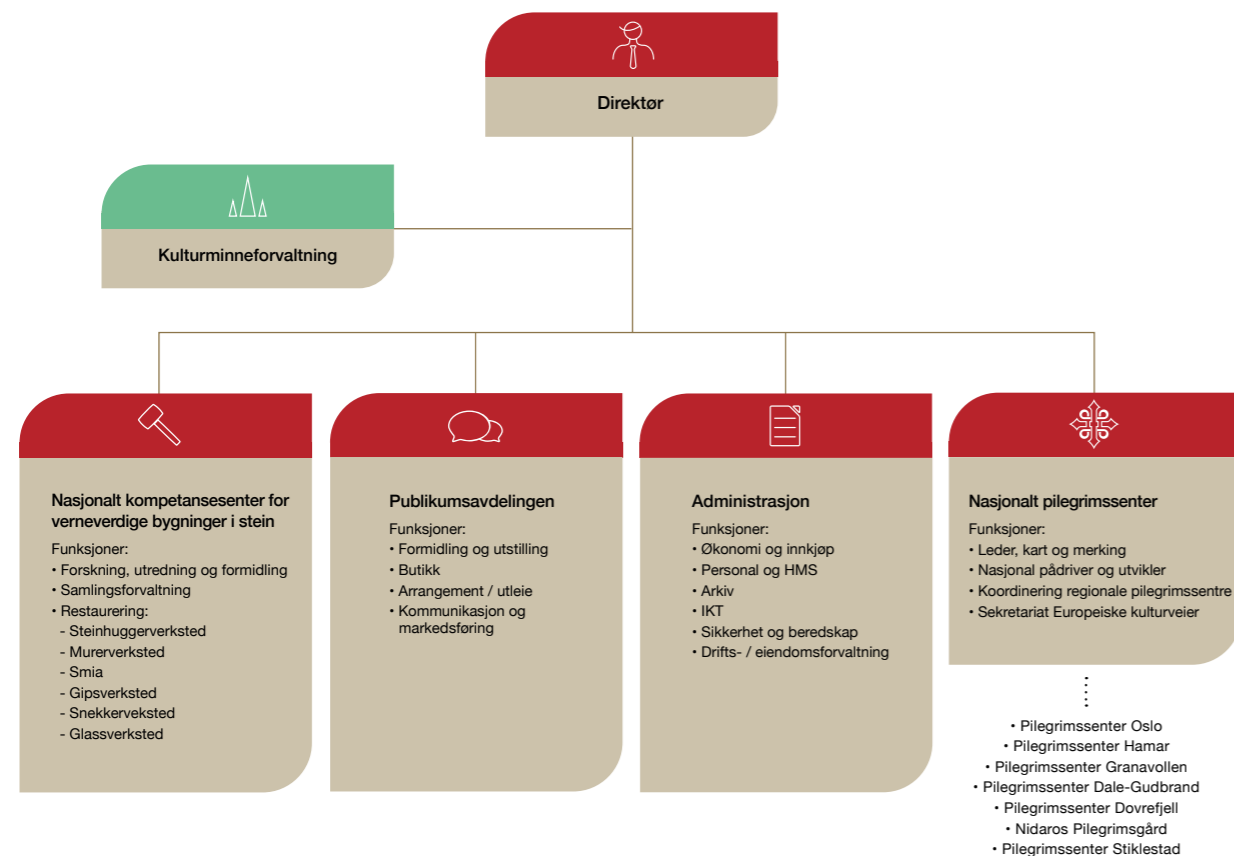 Direktør
Kulturminneforvaltning
Nasjonalt kompetansesenter for
verneverdige bygninger i stein
Funksjoner:
• Forskning, utredning og formidling
• Samlingsforvaltning
• Restaurering:
- Steinhuggerverksted
- Murerverksted
- Smia
- Gipsverksted
- Snekkerveksted
- Glassverksted
Publikumsavdelingen
Funksjoner:
• Formidling og utstilling
• Butikk
• Arrangement / utleie
• Kommunikasjon og
markedsføring
Administrasjon
Funksjoner:
• Økonomi og innkjøp
• Personal og HMS
• Arkiv
• IKT
• Sikkerhet og beredskap
• Drifts- / eiendomsforvaltning
Nasjonalt pilegrimssenter
Funksjoner:
• Leder, kart og merking
• Nasjonal pådriver og utvikler
• Koordinering regionale pilegrimssentre
• Sekretariat Europeiske kulturveier
• Pilegrimssenter Oslo
• Pilegrimssenter Hamar
• Pilegrimssenter Granavollen
• Pilegrimssenter Dale-Gudbrand
• Pilegrimssenter Dovrefjell
• Nidaros Pilegrimsgård
• Pilegrimssenter Stiklestad